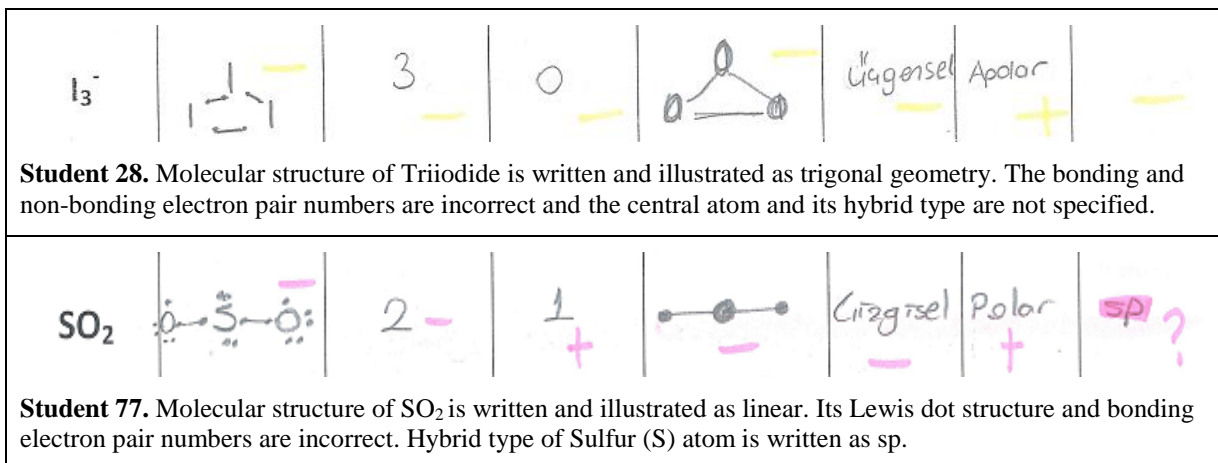 I₃⁻ 3 0 Üçgensel Apolar
Student 28. Molecular structure of Triiodide is written and illustrated as trigonal geometry. The bonding and
non-bonding electron pair numbers are incorrect and the central atom and its hybrid type are not specified.
SO₂ :O-S-O: 2 - 1 + Polar + sp ?
Student 77. Molecular structure of SO₂ is written and illustrated as linear. Its Lewis dot structure and bonding
electron pair numbers are incorrect. Hybrid type of Sulfur (S) atom is written as sp.